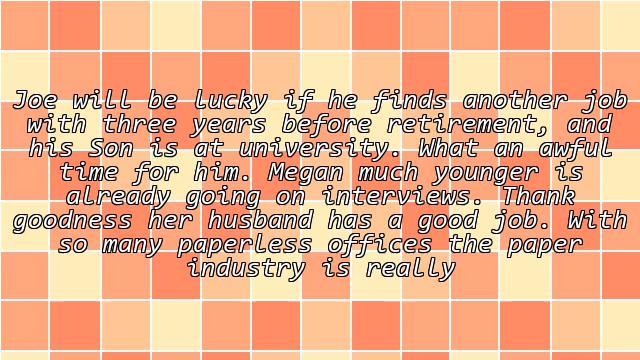 Joe will be lucky if he finds another job
with three years before retirement, and
his Son is at university. What an awful
time for him. Megan much younger is
already going on interviews. Thank
goodness her husband has a good job. With
so many paperless offices the paper
industry is really